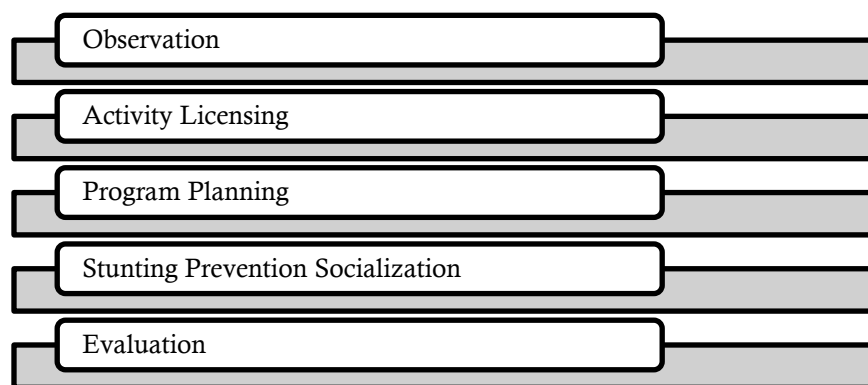 Observation
Activity Licensing
Program Planning
Stunting Prevention Socialization
Evaluation